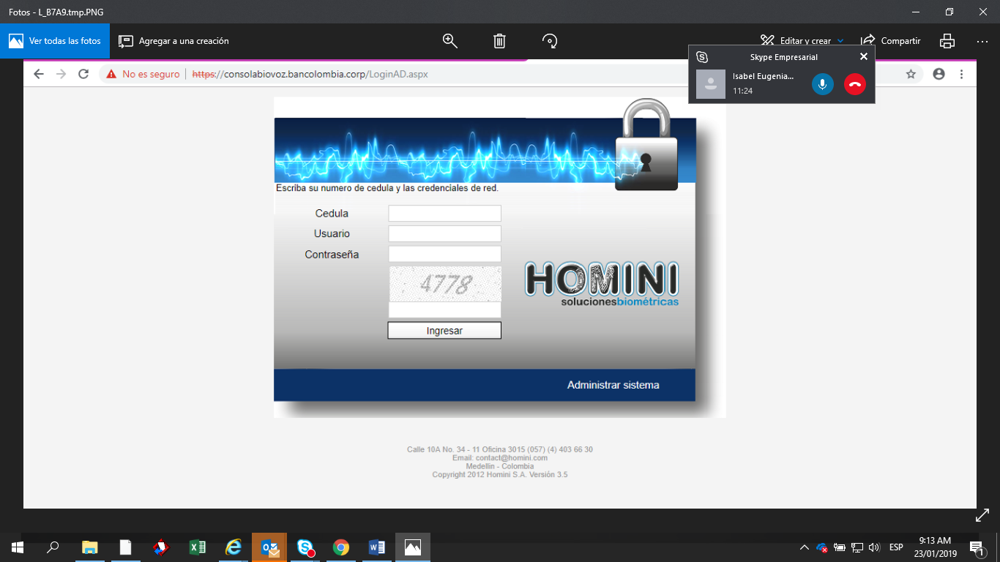 Fotos - L_B7A9.tmp.PNG
Ver todas las fotos
Agregar a una creación
Editar y crear
Compartir
Skype Empresarial
Isabel Eugenia...
11:24
No es seguro
https://consolabiovoz.bancolombia.corp/LoginAD.aspx
Escriba su numero de cedula y las credenciales de red.
Cedula
Usuario
Contraseña
4778
HOMINI
solucionesbiométricas
Ingresar
Administrar sistema
Calle 10A No. 34 - 11 Oficina 3015 (057) (4) 403 66 30
Email: contact@homini.com
Medellin - Colombia
Copyright 2012 Homini S.A. Versión 3.5
ESP
9:13 AM
23/01/2019
1